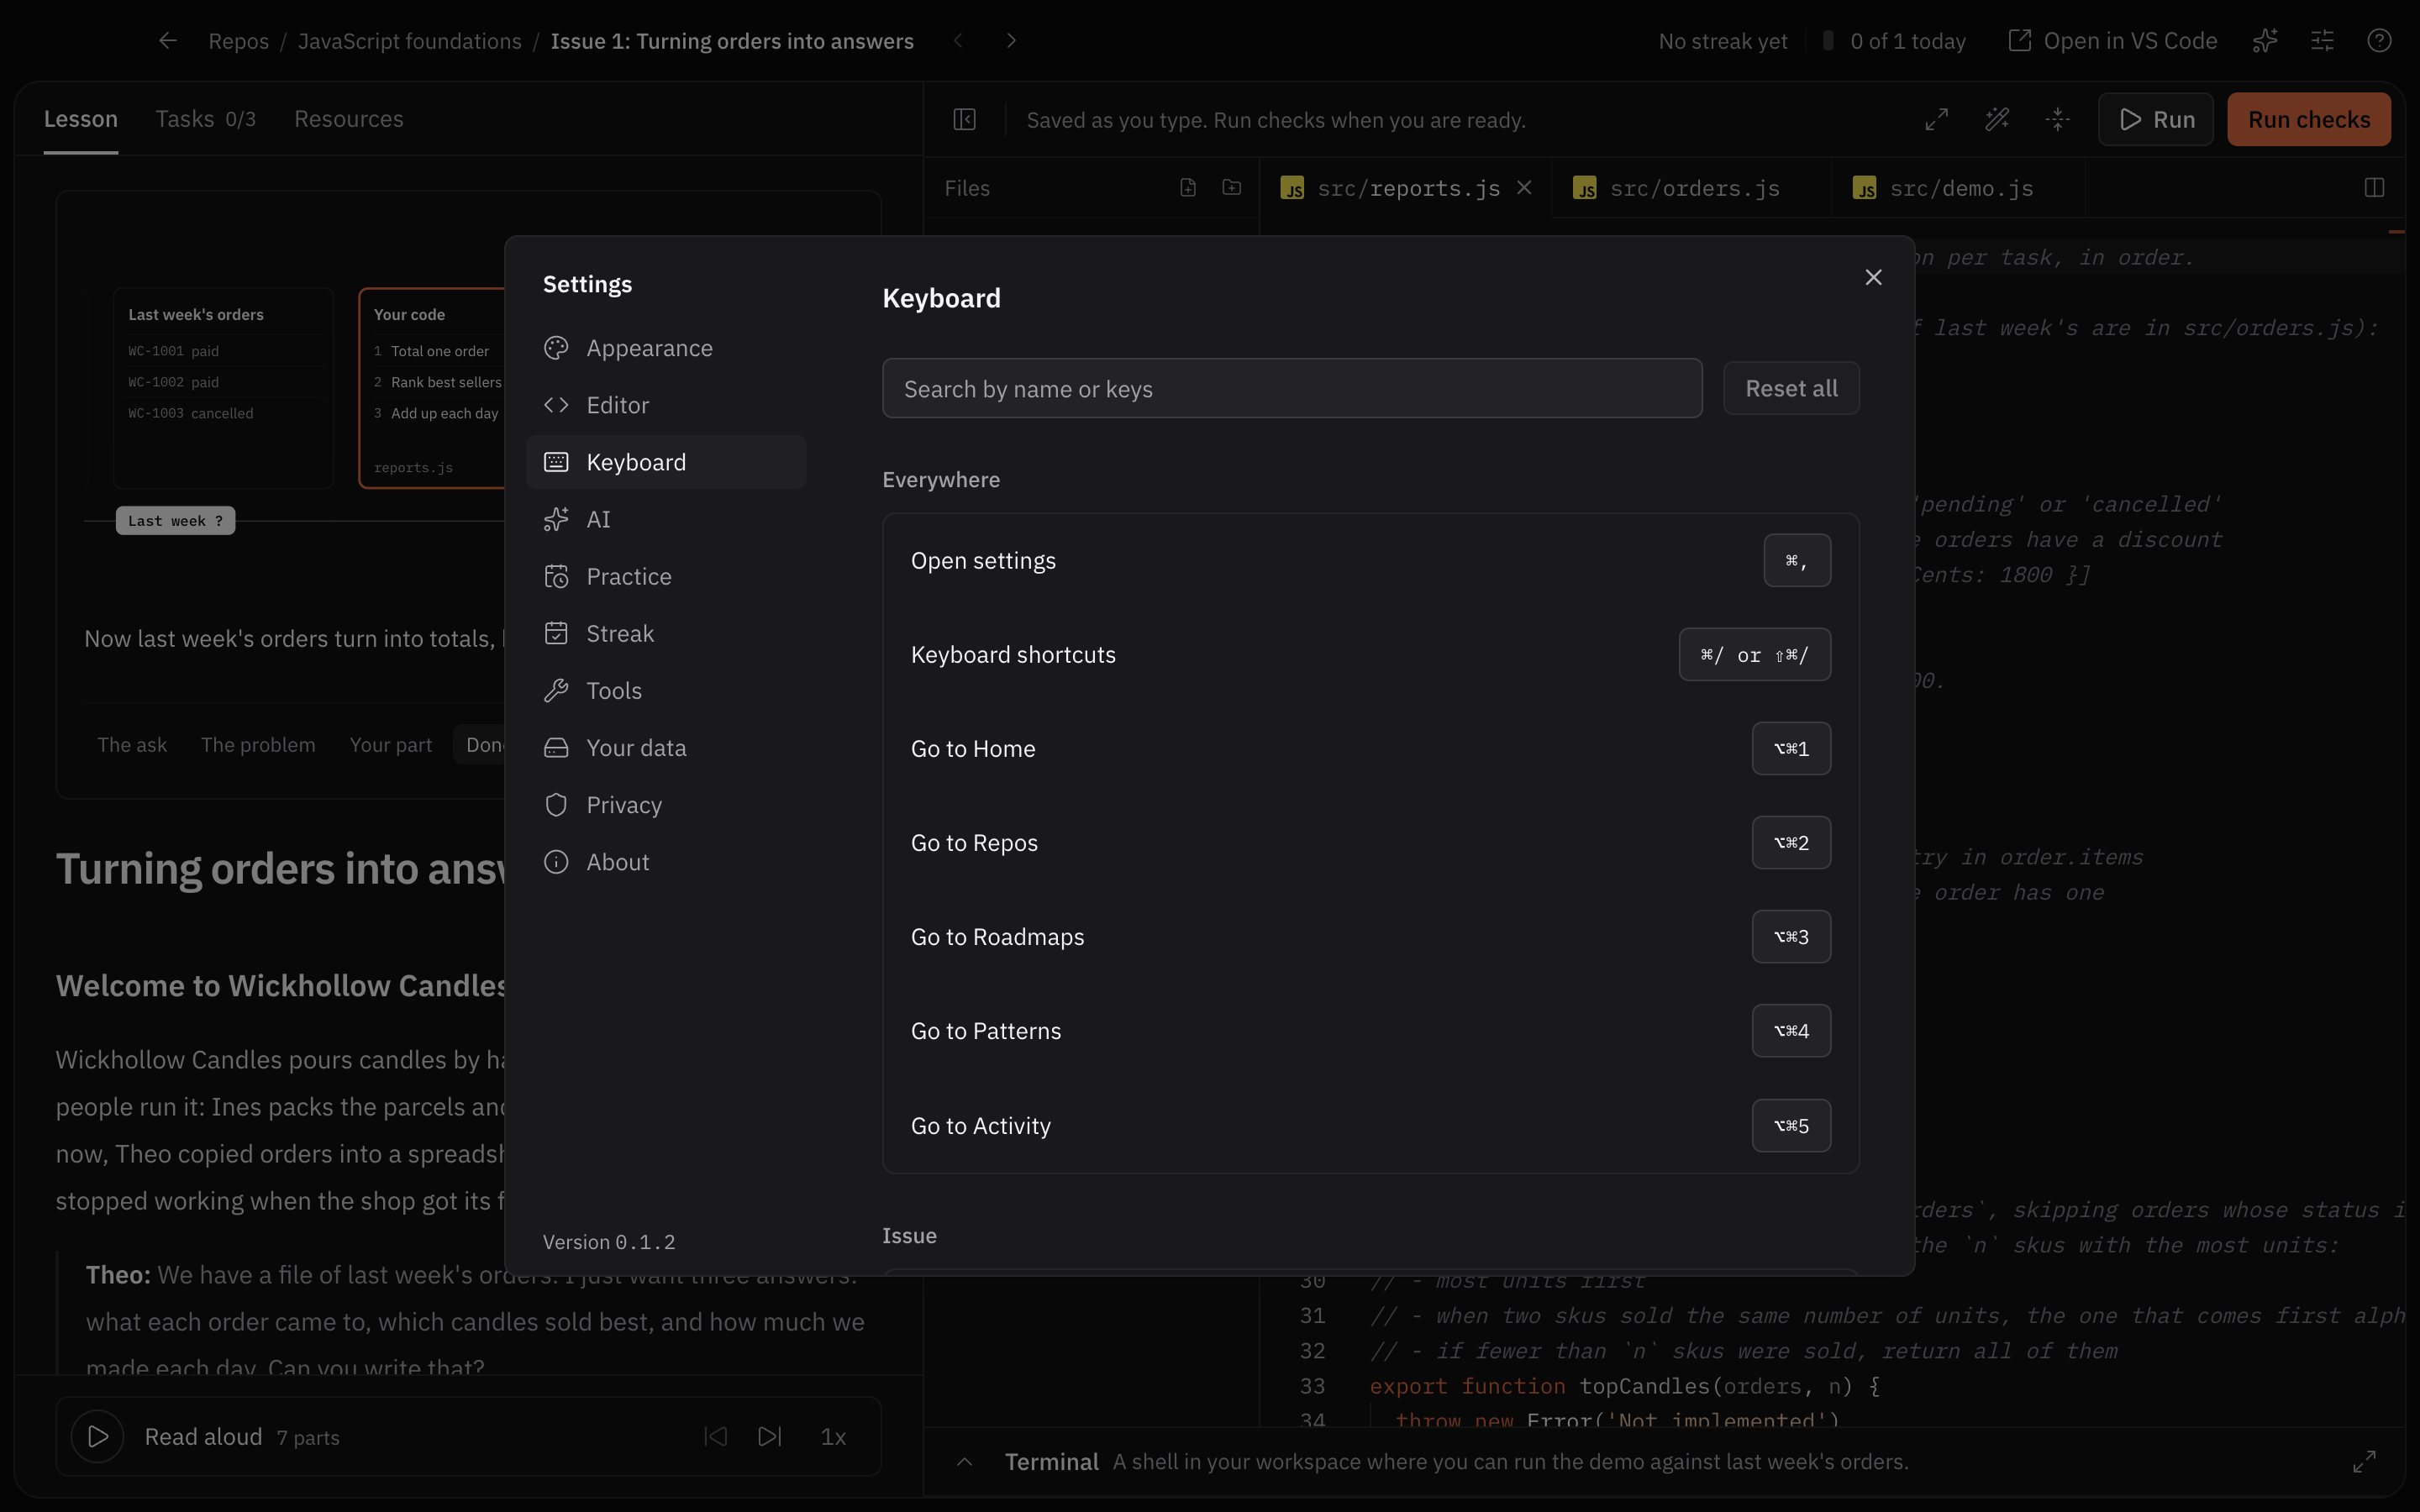 Repos / JavaScript foundations / Issue 1: Turning orders into answers
No streak yet
0 of 1 today
Open in VS Code
Lesson
Tasks 0/3
Resources
Saved as you type. Run checks when you are ready.
Run
Run checks
Files
JS src/reports.js
JS src/orders.js
JS src/demo.js
Last week's orders
WC-1001 paid
WC-1002 paid
WC-1003 cancelled
Your code
1 Total one order
2 Rank best sellers
3 Add up each day
reports.js
Last week ?
Now last week's orders turn into totals,
The ask
The problem
Your part
Turning orders into
Welcome to Wickhollow Candles
Wickhollow Candles pours candles by
people run it: Ines packs the parcels
now, Theo copied orders into a
stopped working when the shop got its
Theo: We have a file of last week's orders. I just want three answers:
what each order came to, which candles sold best, and how much we
made each day. Can you write that?
Read aloud 7 parts
1x
Settings
Appearance
Editor
Keyboard
AI
Practice
Streak
Tools
Your data
Privacy
About
Version 0.1.2
Keyboard
Search by name or keys
Reset all
Everywhere
Open settings ⌘,
Keyboard shortcuts ⌘/ or ⇧⌘/
Go to Home ⌥⌘1
Go to Repos ⌥⌘2
Go to Roadmaps ⌥⌘3
Go to Patterns ⌥⌘4
Go to Activity ⌥⌘5
Issue
per task, in order.
last week's are in src/orders.js):
'pending' or 'cancelled'
orders have a discount
Cents: 1800 }]
00.
in order.items
order has one
skipping orders whose status
the `n` skus with the most units:
30 // - most units first
31 // - when two skus sold the same number of units, the one that comes first
32 // - if fewer than `n` skus were sold, return all of them
33 export function topCandles(orders, n) {
34 throw new Error('Not implemented')
Terminal A shell in your workspace where you can run the demo against last week's orders.